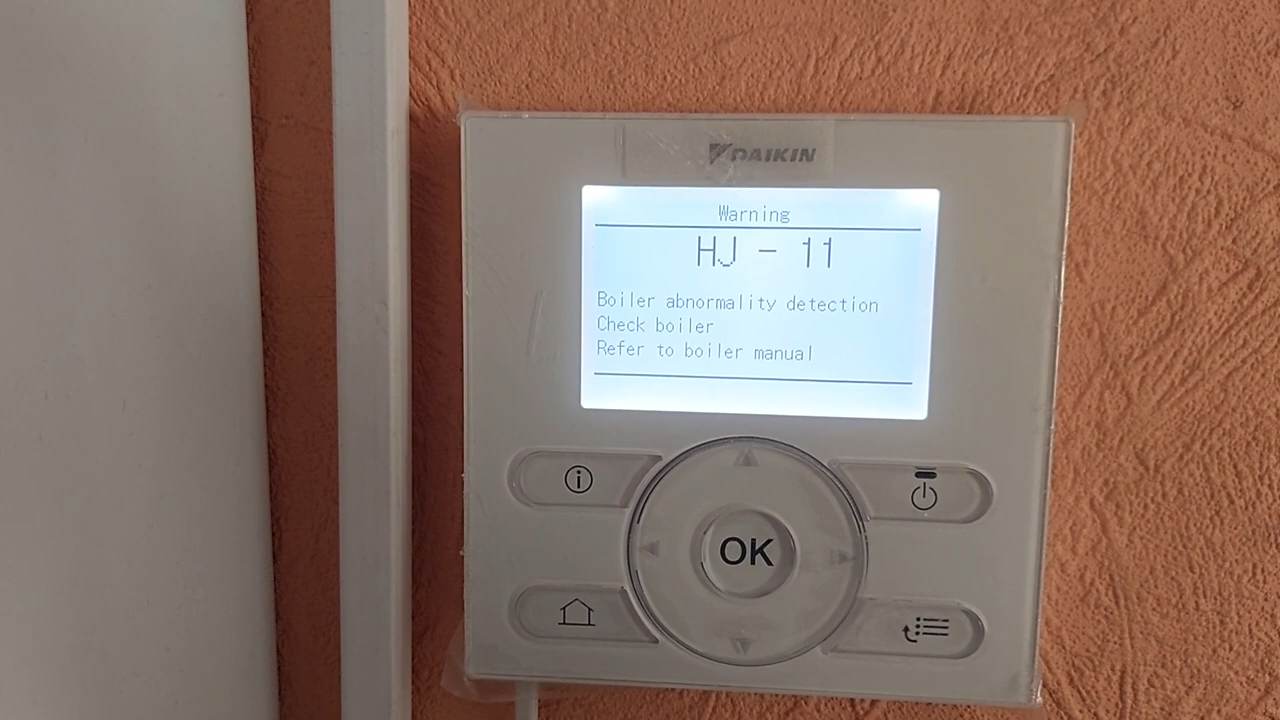 DAIKIN
Warning
HJ - 11
Boiler abnormality detection
Check boiler
Refer to boiler manual
OK